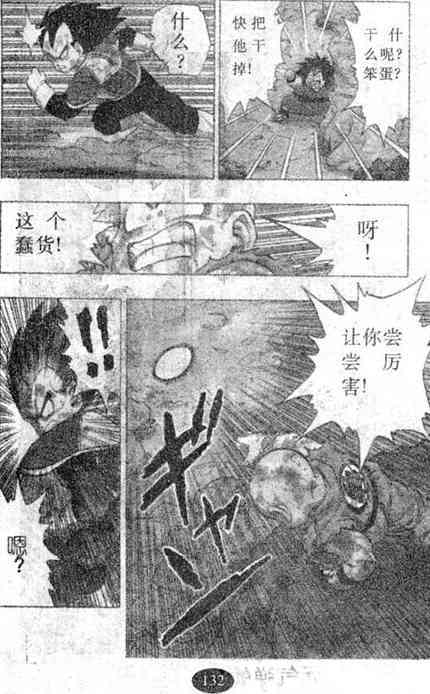 干 什
么 呢?
笨 蛋?
快 把
他 干
掉!
什
么
?
呀
!
这 个
蠢货!
让你尝
尝 厉
害!
ギャン
!!
嗯
?
132